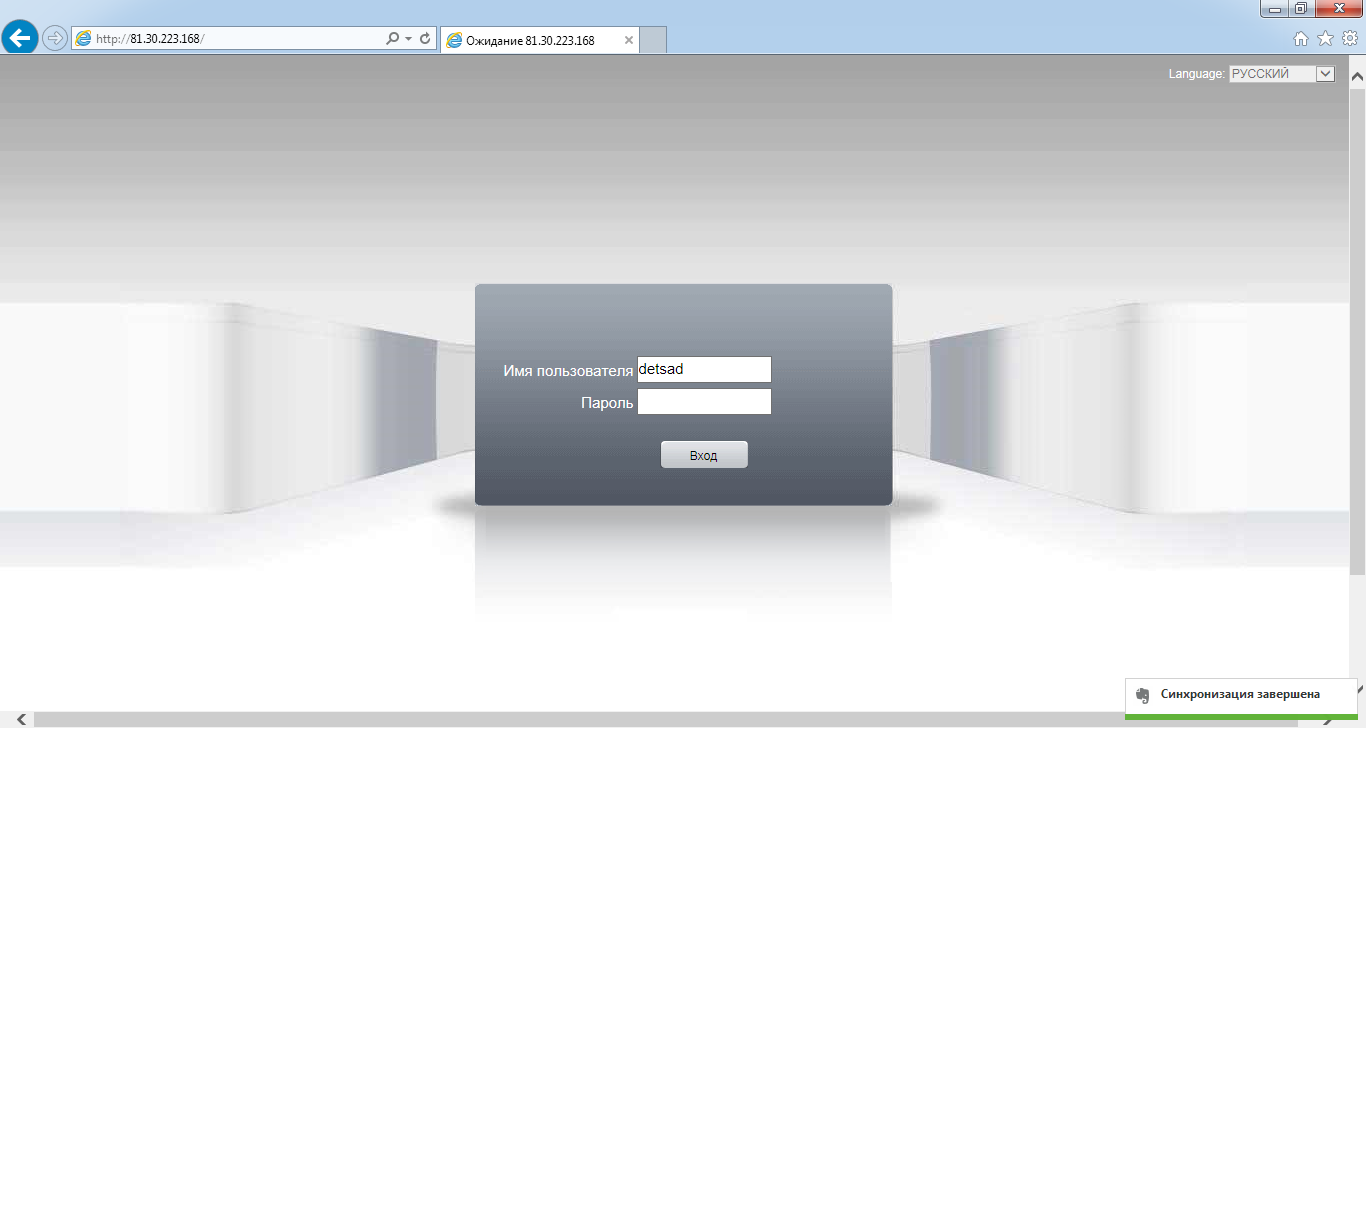 http://81.30.223.168/
Ожидание 81.30.223.168
Language: РУССКИЙ
Имя пользователя detsad
Пароль
Вход
Синхронизация завершена